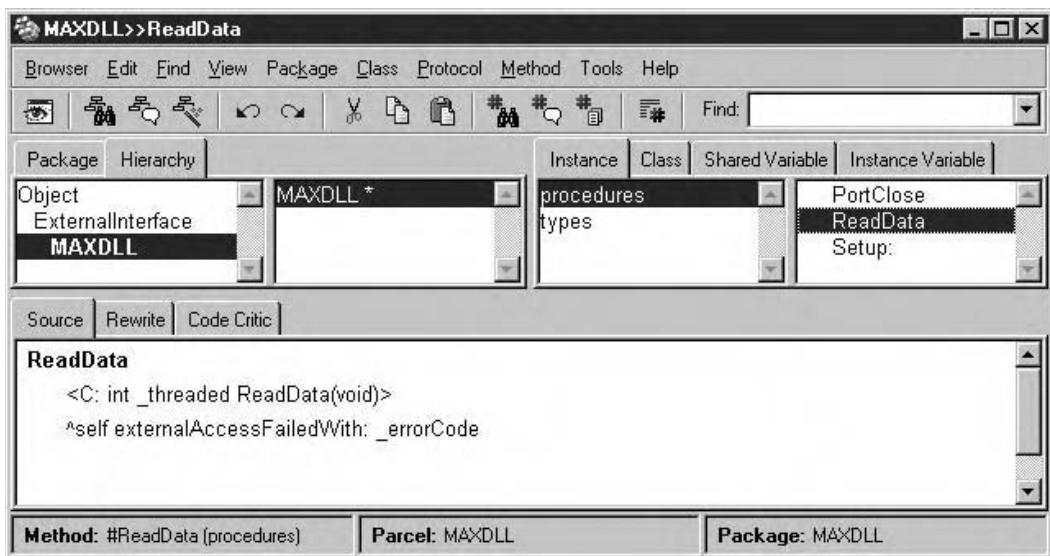 MAXDLL>>ReadData
Browser Edit Find View Package Class Protocol Method Tools Help
Find:
Package Hierarchy Instance Class Shared Variable Instance Variable
Object MAXDLL * procedures PortClose
ExternalInterface types ReadData
MAXDLL Setup:
Source Rewrite Code Critic
ReadData
<C: int _threaded ReadData(void)>
^self externalAccessFailedWith: _errorCode
Method: #ReadData (procedures) Parcel: MAXDLL Package: MAXDLL